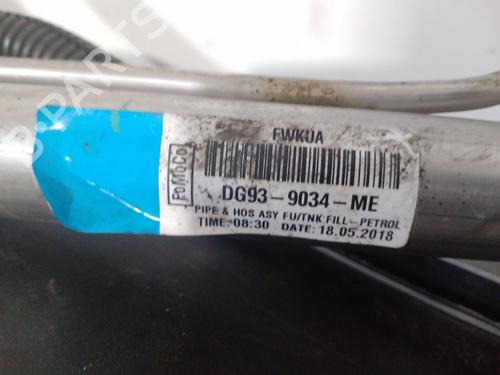 FWKUA
FoMoCo
DG93-9034-ME
PIPE & HOS ASY FU/TNK FILL-PETROL
TIME:08:30 DATE: 18.05.2018